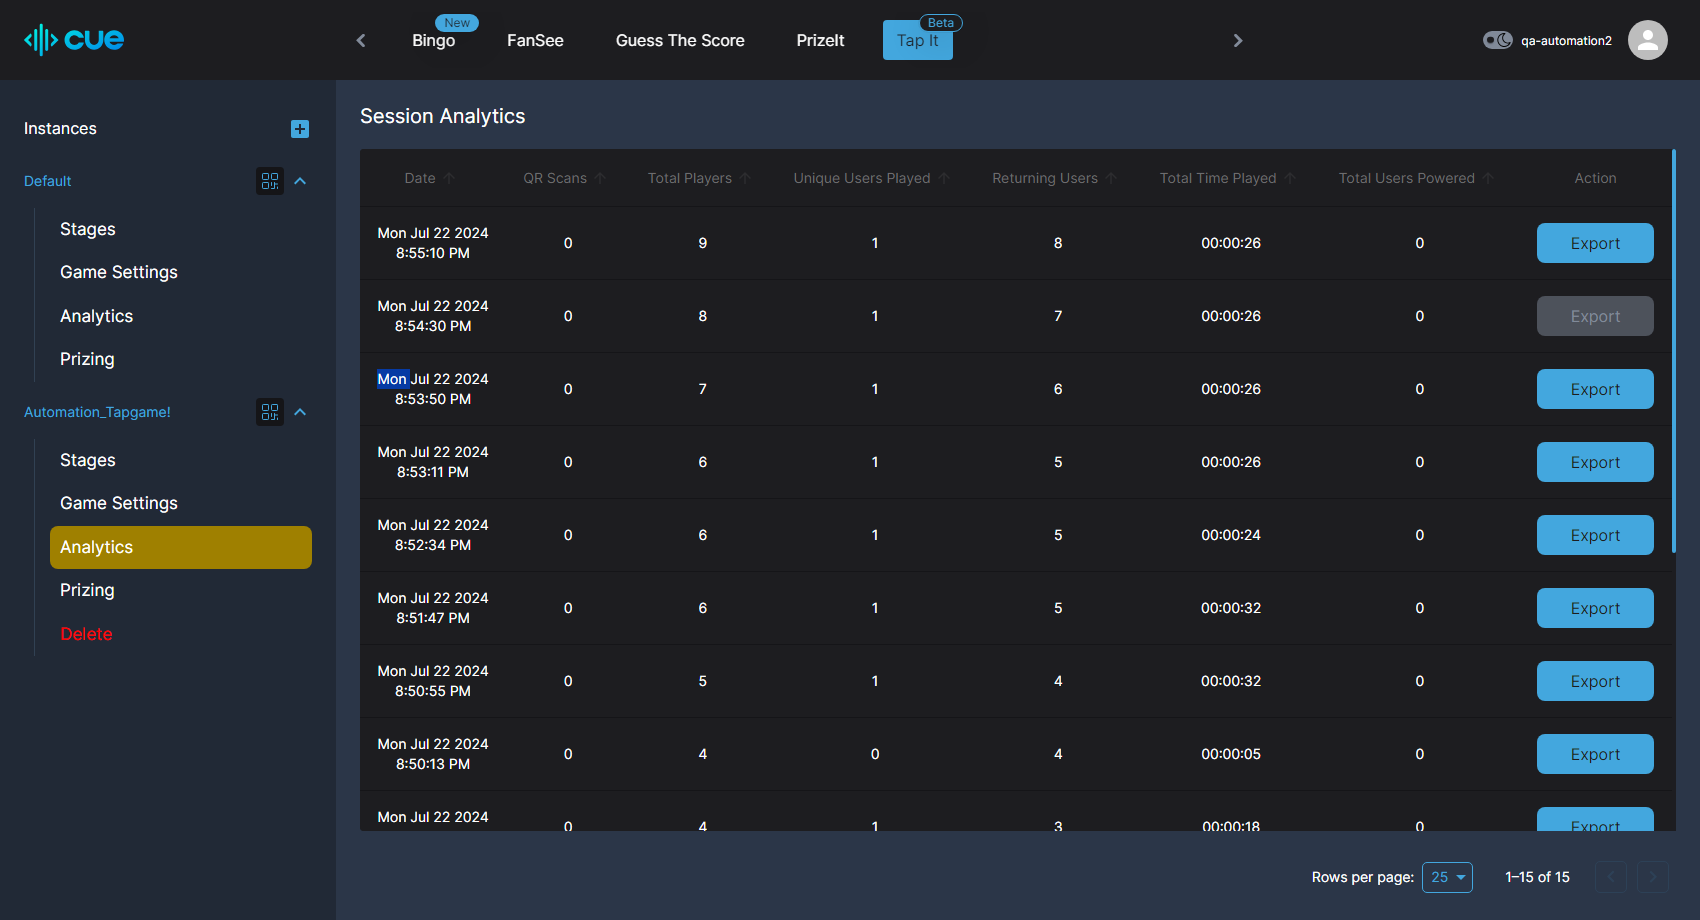 cue
New
Bingo
FanSee
Guess The Score
PrizeIt
Beta
Tap It
qa-automation2
Instances
Default
Stages
Game Settings
Analytics
Prizing
Automation_Tapgame!
Stages
Game Settings
Analytics
Prizing
Delete
Session Analytics
Date QR Scans Total Players Unique Users Played Returning Users Total Time Played Total Users Powered Action
Mon Jul 22 2024
8:55:10 PM 0 9 1 8 00:00:26 0 Export
Mon Jul 22 2024
8:54:30 PM 0 8 1 7 00:00:26 0 Export
Mon Jul 22 2024
8:53:50 PM 0 7 1 6 00:00:26 0 Export
Mon Jul 22 2024
8:53:11 PM 0 6 1 5 00:00:26 0 Export
Mon Jul 22 2024
8:52:34 PM 0 6 1 5 00:00:24 0 Export
Mon Jul 22 2024
8:51:47 PM 0 6 1 5 00:00:32 0 Export
Mon Jul 22 2024
8:50:55 PM 0 5 1 4 00:00:32 0 Export
Mon Jul 22 2024
8:50:13 PM 0 4 0 4 00:00:05 0 Export
Mon Jul 22 2024
0 4 1 3 00:00:18 0 Export
Rows per page: 25 1–15 of 15